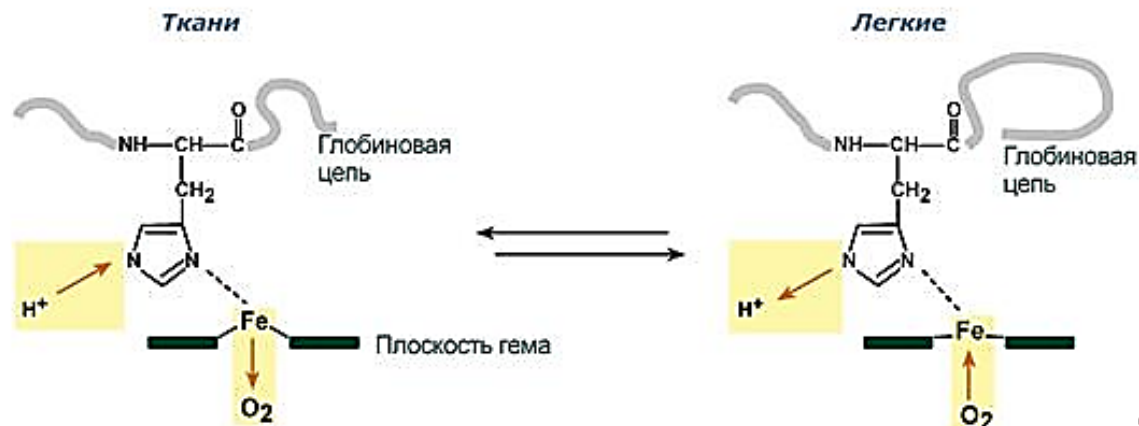 Ткани
Легкие
O
NH
CH
C
Глобиновая
цепь
CH2
N
N
H+
Fe
Плоскость гема
O2
O
NH
CH
C
Глобиновая
цепь
CH2
N
N
H+
Fe
O2